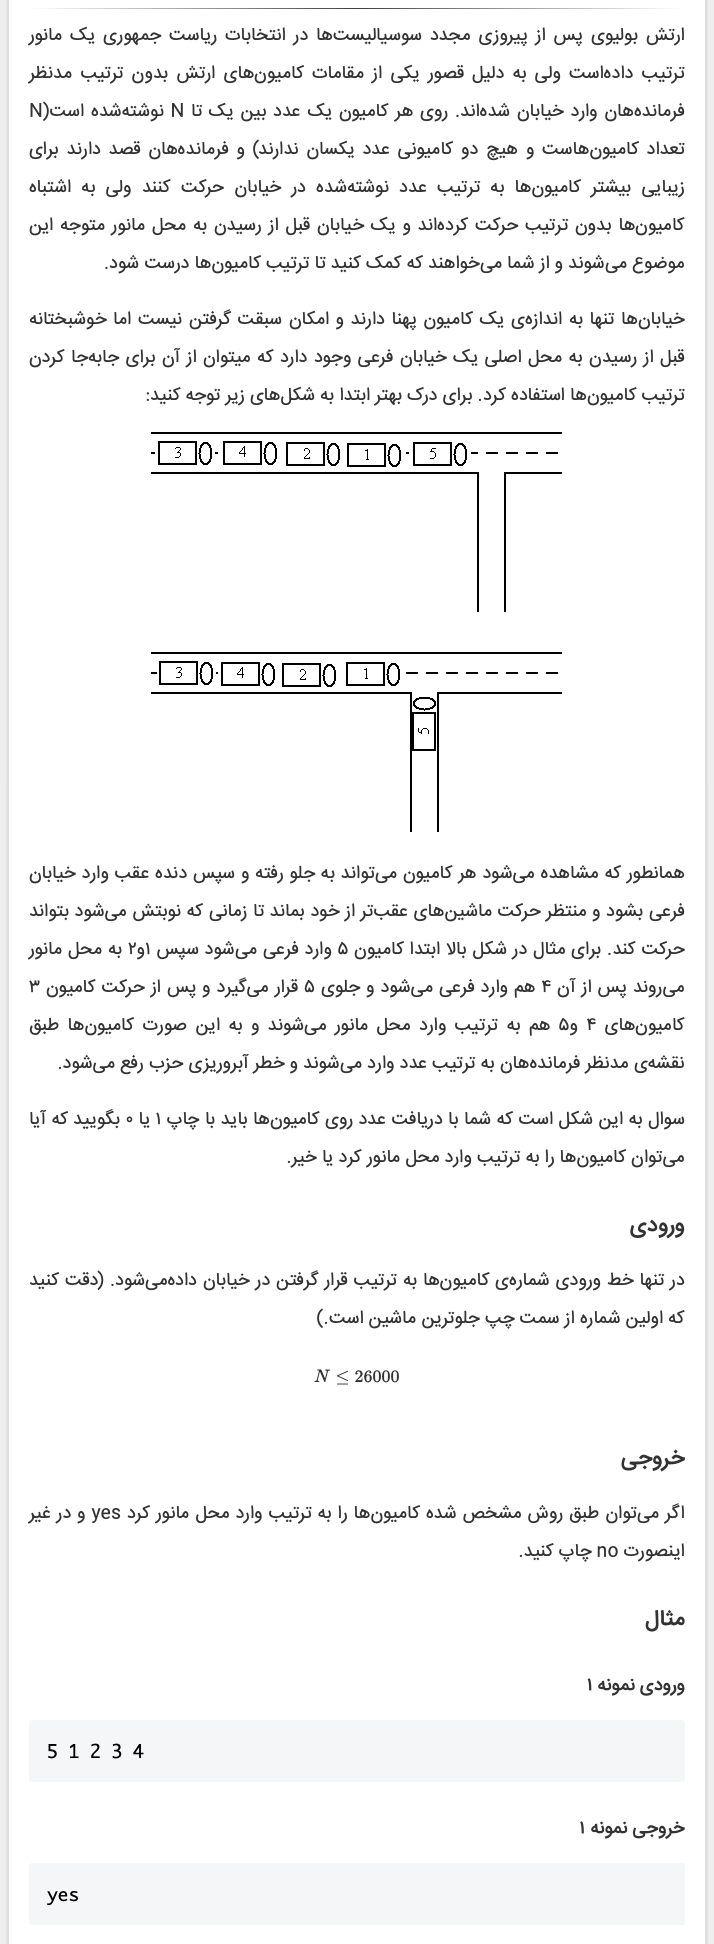 ارتش بولیوی پس از پیروزی مجدد سوسیالیست‌ها در انتخابات ریاست جمهوری یک مانور
ترتیب داده‌است ولی به دلیل قصور یکی از مقامات کامیون‌های ارتش بدون ترتیب مدنظر
فرمانده‌هان وارد خیابان شده‌اند. روی هر کامیون یک عدد بین یک تا N نوشته‌شده است(N
تعداد کامیون‌هاست و هیچ دو کامیونی عدد یکسان ندارند) و فرمانده‌هان قصد دارند برای
زیبایی بیشتر کامیون‌ها به ترتیب عدد نوشته‌شده در خیابان حرکت کنند ولی به اشتباه
کامیون‌ها بدون ترتیب حرکت کرده‌اند و یک خیابان قبل از رسیدن به محل مانور متوجه این
موضوع می‌شوند و از شما می‌خواهند که کمک کنید تا ترتیب کامیون‌ها درست شود.
خیابان‌ها تنها به اندازه‌ی یک کامیون پهنا دارند و امکان سبقت گرفتن نیست اما خوشبختانه
قبل از رسیدن به محل اصلی یک خیابان فرعی وجود دارد که میتوان از آن برای جابه‌جا کردن
ترتیب کامیون‌ها استفاده کرد. برای درک بهتر ابتدا به شکل‌های زیر توجه کنید:
3 4 2 1 5
3 4 2 1
5
همانطور که مشاهده می‌شود هر کامیون می‌تواند به جلو رفته و سپس دنده عقب وارد خیابان
فرعی بشود و منتظر حرکت ماشین‌های عقب‌تر از خود بماند تا زمانی که نوبتش می‌شود بتواند
حرکت کند. برای مثال در شکل بالا ابتدا کامیون ۵ وارد فرعی می‌شود سپس ۱و۲ به محل مانور
می‌روند پس از آن ۴ هم وارد فرعی می‌شود و جلوی ۵ قرار می‌گیرد و پس از حرکت کامیون ۳
کامیون‌های ۴ و۵ هم به ترتیب وارد محل مانور می‌شوند و به این صورت کامیون‌ها طبق
نقشه‌ی مدنظر فرمانده‌هان به ترتیب عدد وارد می‌شوند و خطر آبروریزی حزب رفع می‌شود.
سوال به این شکل است که شما با دریافت عدد روی کامیون‌ها باید با چاپ ۱ یا ۰ بگویید که آیا
می‌توان کامیون‌ها را به ترتیب وارد محل مانور کرد یا خیر.
ورودی
در تنها خط ورودی شماره‌ی کامیون‌ها به ترتیب قرار گرفتن در خیابان داده‌می‌شود. (دقت کنید
که اولین شماره از سمت چپ جلوترین ماشین است.)
N ≤ 26000
خروجی
اگر می‌توان طبق روش مشخص شده کامیون‌ها را به ترتیب وارد محل مانور کرد yes و در غیر
اینصورت no چاپ کنید.
مثال
ورودی نمونه ۱
5 1 2 3 4
خروجی نمونه ۱
yes